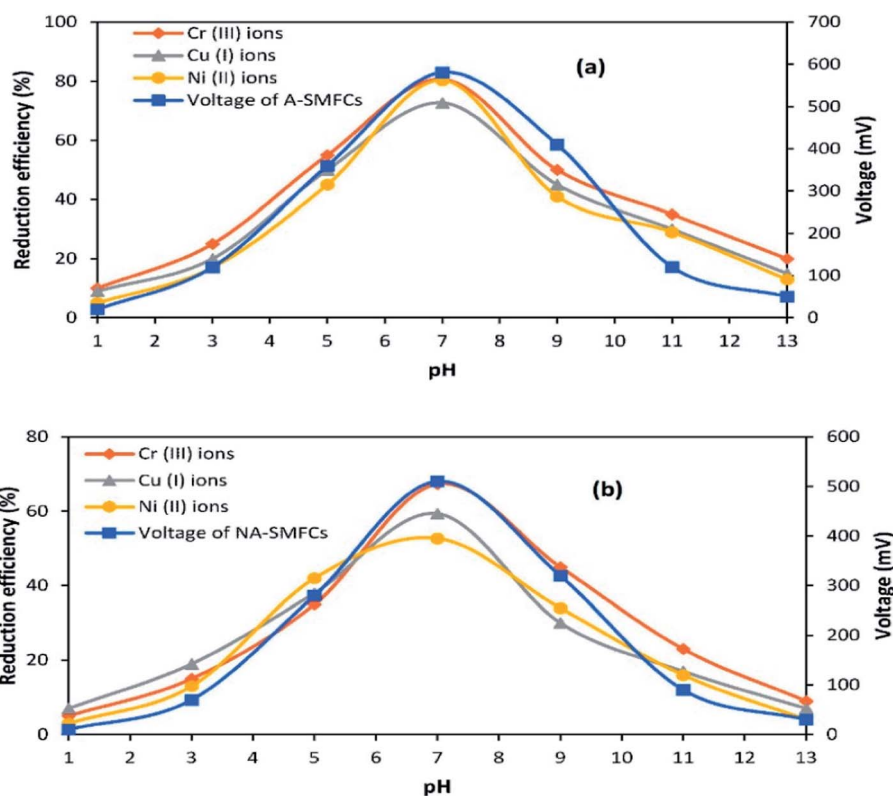 100
80
60
40
20
0
Reduction efficiency (%)
Cr (III) ions
Cu (I) ions
Ni (II) ions
Voltage of A-SMFCs
(a)
700
600
500
400
300
200
100
0
Voltage (mV)
1 2 3 4 5 6 7 8 9 10 11 12 13
pH
80
60
40
20
0
Reduction efficiency (%)
Cr (III) ions
Cu (I) ions
Ni (II) ions
Voltage of NA-SMFCs
(b)
600
500
400
300
200
100
0
Voltage (mV)
1 2 3 4 5 6 7 8 9 10 11 12 13
pH